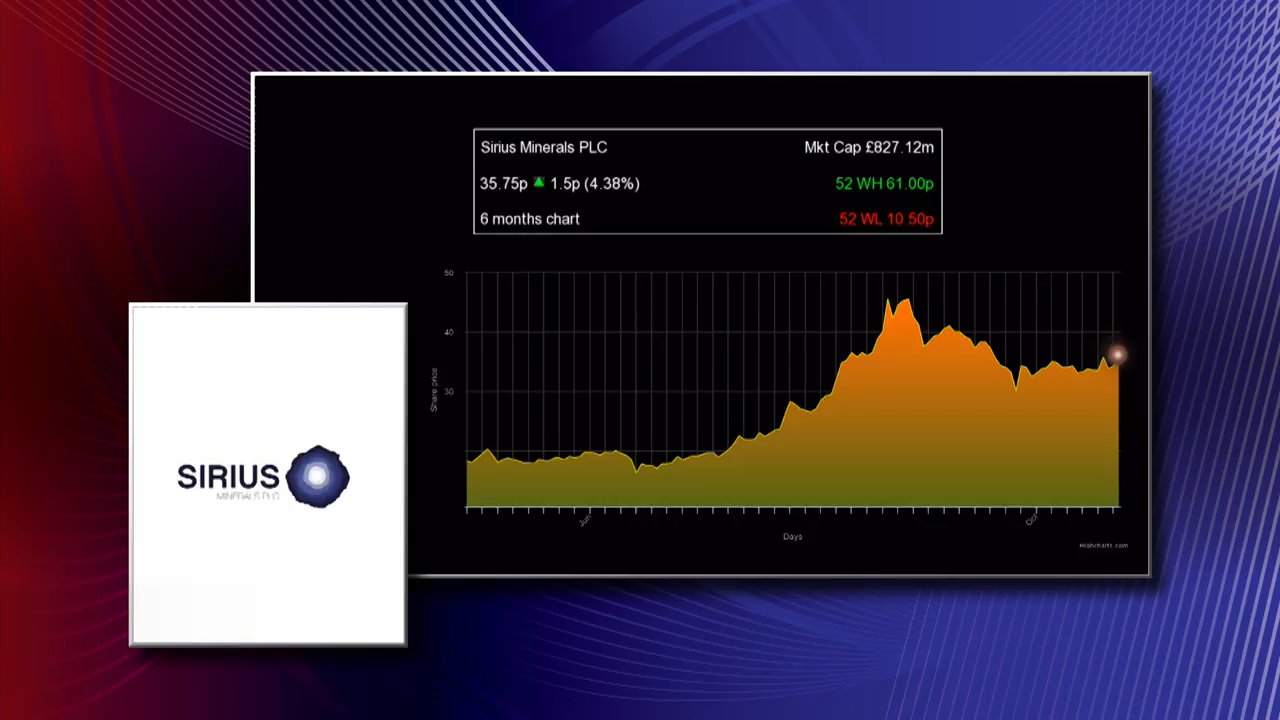 Sirius Minerals PLC
Mkt Cap £827.12m
35.75p 1.5p (4.38%)
52 WH 61.00p
6 months chart
52 WL 10.50p
50
40
30
Share price
Jun
Oct
Days
Highcharts.com
SIRIUS
MINERALS PLC